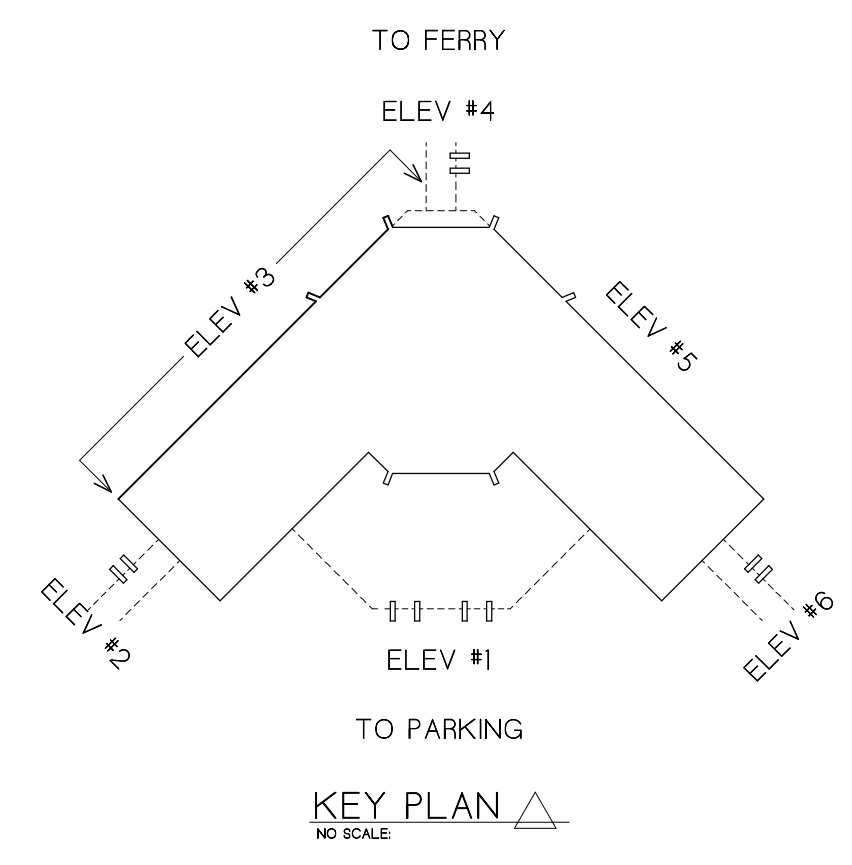 TO FERRY
ELEV #4
ELEV #3
ELEV #5
ELEV #2
ELEV #6
ELEV #1
TO PARKING
KEY PLAN
NO SCALE: